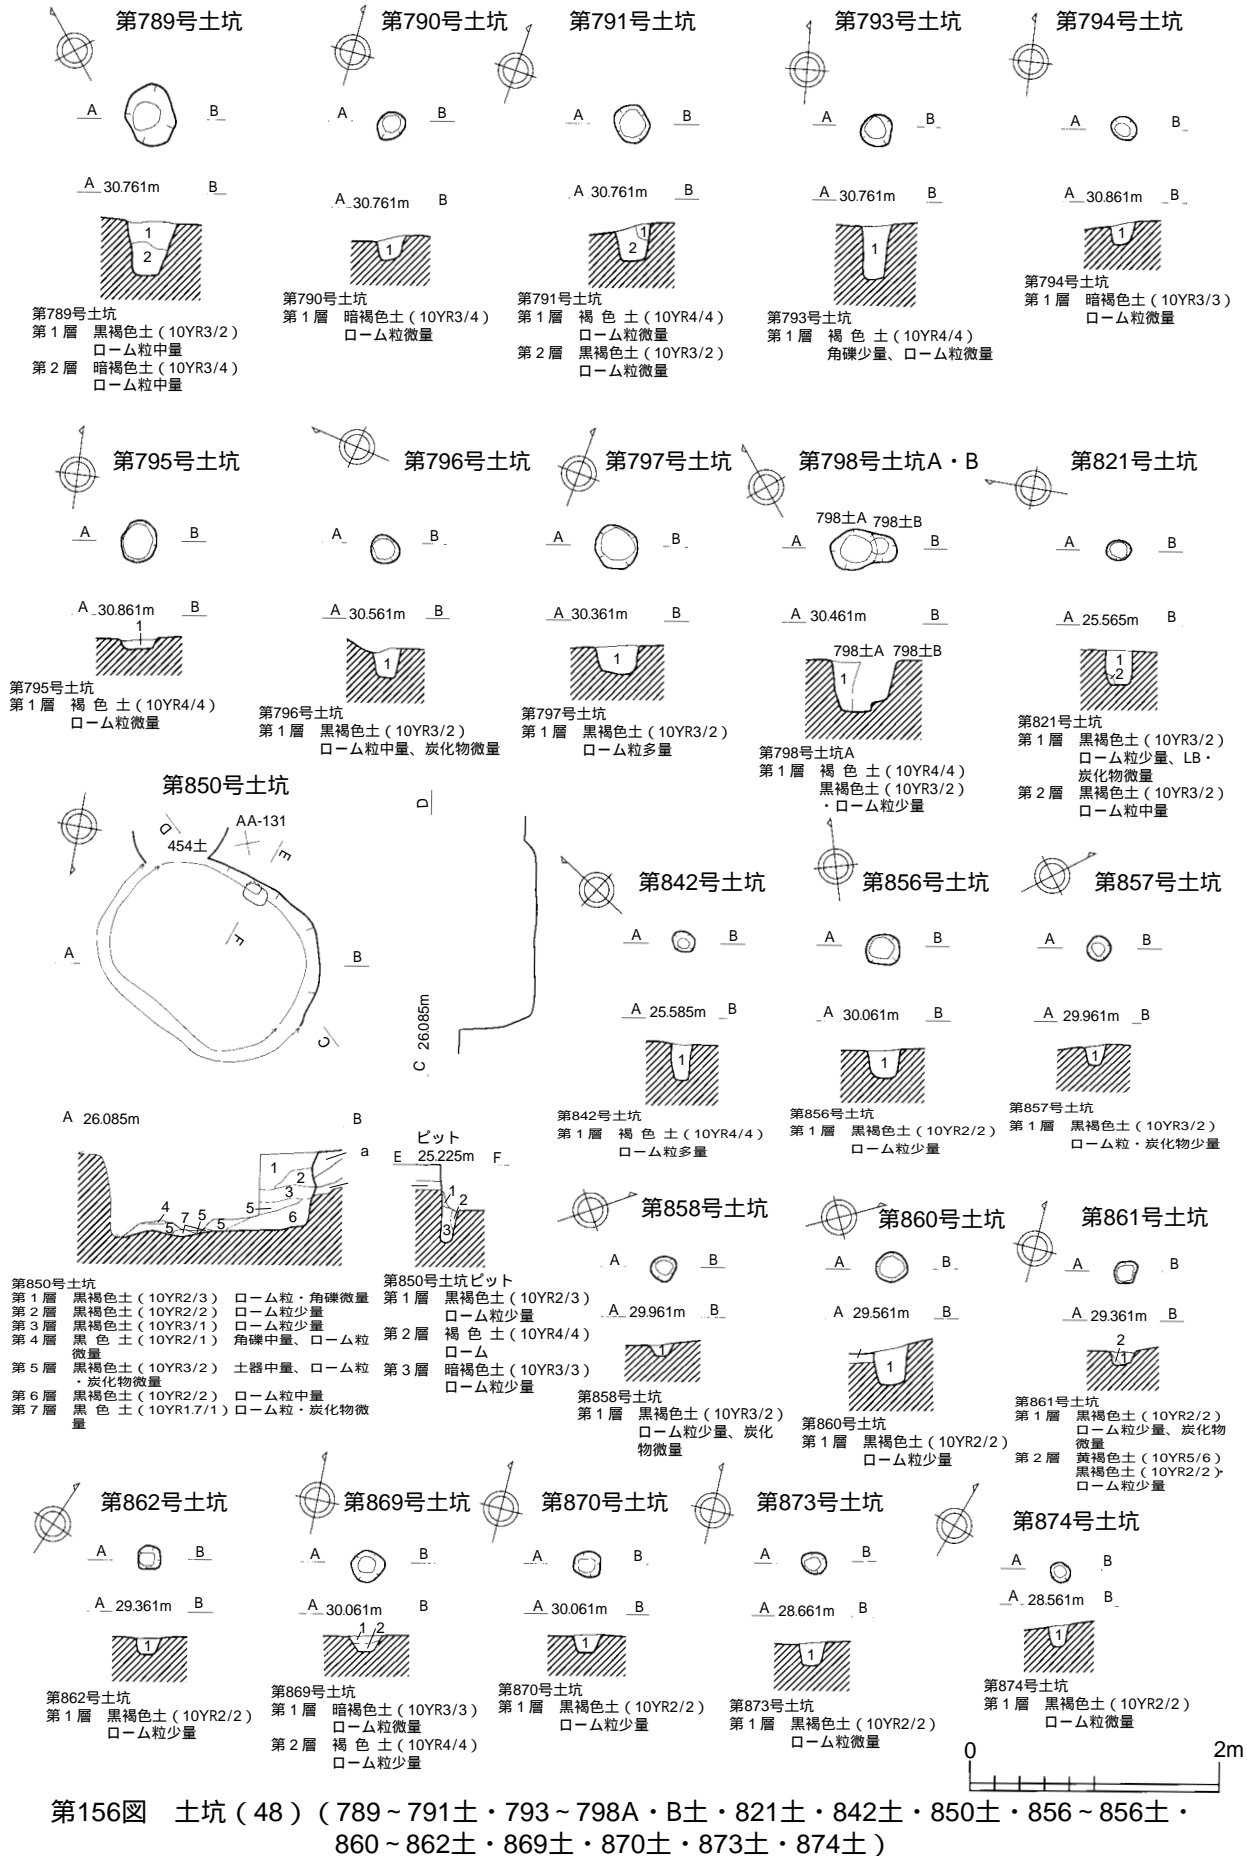 第789号土坑
A B
A 30.761m B
1
2
第789号土坑
第1層 黒褐色土(10YR3/2)
ローム粒中量
第2層 暗褐色土(10YR3/4)
ローム粒中量
第790号土坑
A B
A 30.761m B
1
第790号土坑
第1層 暗褐色土(10YR3/4)
ローム粒微量
第791号土坑
A B
A 30.761m B
1
2
第791号土坑
第1層 褐色土(10YR4/4)
ローム粒微量
第2層 黒褐色土(10YR3/2)
ローム粒微量
第793号土坑
A B
A 30.761m B
1
第793号土坑
第1層 褐色土(10YR4/4)
角礫少量、ローム粒微量
第794号土坑
A B
A 30.861m B
1
第794号土坑
第1層 暗褐色土(10YR3/3)
ローム粒微量
第795号土坑
A B
A 30.861m B
1
第795号土坑
第1層 褐色土(10YR4/4)
ローム粒微量
第796号土坑
A B
A 30.561m B
1
第796号土坑
第1層 黒褐色土(10YR3/2)
ローム粒中量、炭化物微量
第797号土坑
A B
A 30.361m B
1
第797号土坑
第1層 黒褐色土(10YR3/2)
ローム粒多量
第798号土坑A・B
798土A 798土B
A B
A 30.461m B
798土A 798土B
1
第798号土坑A
第1層 褐色土(10YR4/4)
黒褐色土(10YR3/2)
・ローム粒少量
第821号土坑
A B
A 25.565m B
1
2
第821号土坑
第1層 黒褐色土(10YR3/2)
ローム粒少量、LB・
炭化物微量
第2層 黒褐色土(10YR3/2)
ローム粒中量
第850号土坑
D AA-131
454土 E
F
A B
C
D
C 26.085m
A 26.085m B
a
1
2
3
4 7 5 5
5 5 6
第850号土坑
第1層 黒褐色土(10YR2/3) ローム粒・角礫微量
第2層 黒褐色土(10YR2/2) ローム粒少量
第3層 黒褐色土(10YR3/1) ローム粒少量
第4層 黒色土(10YR2/1) 角礫中量、ローム粒
微量
第5層 黒褐色土(10YR3/2) 土器中量、ローム粒
・炭化物微量
第6層 黒褐色土(10YR2/2) ローム粒中量
第7層 黒色土(10YR1.7/1)ローム粒・炭化物微
量
ピット
E 25.225m F
1
2
3
第850号土坑ピット
第1層 黒褐色土(10YR2/3)
ローム粒少量
第2層 褐色土(10YR4/4)
ローム
第3層 暗褐色土(10YR3/3)
ローム粒少量
第842号土坑
A B
A 25.585m B
1
第842号土坑
第1層 褐色土(10YR4/4)
ローム粒多量
第856号土坑
A B
A 30.061m B
1
第856号土坑
第1層 黒褐色土(10YR2/2)
ローム粒少量
第857号土坑
A B
A 29.961m B
1
第857号土坑
第1層 黒褐色土(10YR3/2)
ローム粒・炭化物少量
第858号土坑
A B
A 29.961m B
1
第858号土坑
第1層 黒褐色土(10YR3/2)
ローム粒少量、炭化
物微量
第860号土坑
A B
A 29.561m B
1
第860号土坑
第1層 黒褐色土(10YR2/2)
ローム粒少量
第861号土坑
A B
A 29.361m B
2
1
第861号土坑
第1層 黒褐色土(10YR2/2)
ローム粒少量、炭化物
微量
第2層 黄褐色土(10YR5/6)
黒褐色土(10YR2/2)・
ローム粒少量
第862号土坑
A B
A 29.361m B
1
第862号土坑
第1層 黒褐色土(10YR2/2)
ローム粒少量
第869号土坑
A B
A 30.061m B
1 2
第869号土坑
第1層 暗褐色土(10YR3/3)
ローム粒微量
第2層 褐色土(10YR4/4)
ローム粒少量
第870号土坑
A B
A 30.061m B
1
第870号土坑
第1層 黒褐色土(10YR2/2)
ローム粒少量
第873号土坑
A B
A 28.661m B
1
第873号土坑
第1層 黒褐色土(10YR2/2)
ローム粒微量
第874号土坑
A B
A 28.561m B
1
第874号土坑
第1層 黒褐色土(10YR2/2)
ローム粒微量
0 2m
第156図 土坑(48)(789~791土・793~798A・B土・821土・842土・850土・856~856土・
860~862土・869土・870土・873土・874土)